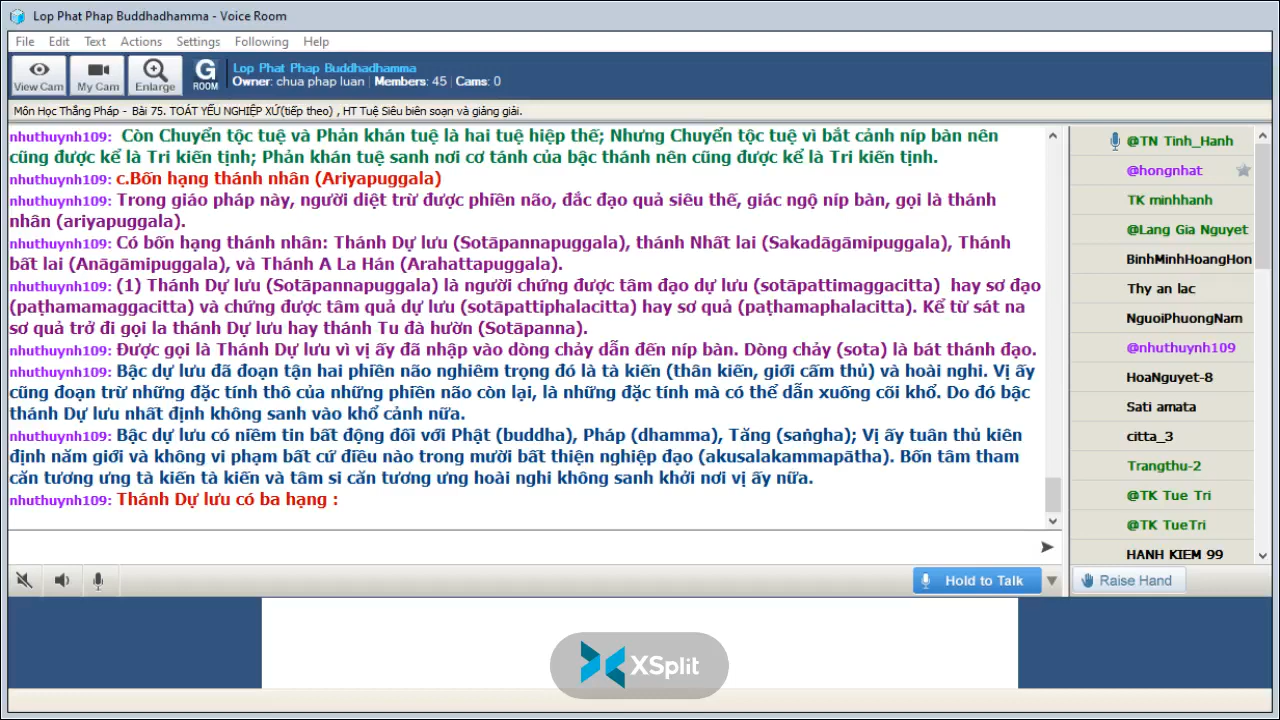 Lop Phat Phap Buddhadhamma - Voice Room
File Edit Text Actions Settings Following Help
View Cam
My Cam
Enlarge
G ROOM
Lop Phat Phap Buddhadhamma
Owner: chua phap luan | Members: 45 | Cams: 0
Môn Học Thắng Pháp - Bài 75. TOÁT YẾU NGHIỆP XỨ(tiếp theo) , HT Tuệ Siêu biên soạn và giảng giải.
nhuthuynh109: Còn Chuyển tộc tuệ và Phản khán tuệ là hai tuệ hiệp thế; Nhưng Chuyển tộc tuệ vì bắt cảnh níp bàn nên
cũng được kể là Tri kiến tịnh; Phản khán tuệ sanh nơi cơ tánh của bậc thánh nên cũng được kể là Tri kiến tịnh.
nhuthuynh109: c.Bốn hạng thánh nhân (Ariyapuggala)
nhuthuynh109: Trong giáo pháp này, người diệt trừ được phiền não, đắc đạo quả siêu thế, giác ngộ níp bàn, gọi là thánh
nhân (ariyapuggala).
nhuthuynh109: Có bốn hạng thánh nhân: Thánh Dự lưu (Sotāpannapuggala), thánh Nhất lai (Sakadāgāmipuggala), Thánh
bất lai (Anāgāmipuggala), và Thánh A La Hán (Arahattapuggala).
nhuthuynh109: (1) Thánh Dự lưu (Sotāpannapuggala) là người chứng được tâm đạo dự lưu (sotāpattimaggacitta) hay sơ đạo
(paṭhamamaggacitta) và chứng được tâm quả dự lưu (sotāpattiphalacitta) hay sơ quả (paṭhamaphalacitta). Kể từ sát na
sơ quả trở đi gọi la thánh Dự lưu hay thánh Tu đà hườn (Sotāpanna).
nhuthuynh109: Được gọi là Thánh Dự lưu vì vị ấy đã nhập vào dòng chảy dẫn đến níp bàn. Dòng chảy (sota) là bát thánh đạo.
nhuthuynh109: Bậc dự lưu đã đoạn tận hai phiền não nghiêm trọng đó là tà kiến (thân kiến, giới cấm thủ) và hoài nghi. Vị ấy
cũng đoạn trừ những đặc tính thô của những phiền não còn lại, là những đặc tính mà có thể dẫn xuống cõi khổ. Do đó bậc
thánh Dự lưu nhất định không sanh vào khổ cảnh nữa.
nhuthuynh109: Bậc dự lưu có niềm tin bất động đối với Phật (buddha), Pháp (dhamma), Tăng (saṅgha); Vị ấy tuân thủ kiên
định năm giới và không vi phạm bất cứ điều nào trong mười bất thiện nghiệp đạo (akusalakammapātha). Bốn tâm tham
căn tương ưng tà kiến tà kiến và tâm si căn tương ưng hoài nghi không sanh khởi nơi vị ấy nữa.
nhuthuynh109: Thánh Dự lưu có ba hạng :
@TN Tinh_Hanh
@hongnhat
TK minhhanh
@Lang Gia Nguyet
BinhMinhHoangHon
Thy an lac
NguoiPhuongNam
@nhuthuynh109
HoaNguyet-8
Sati amata
citta_3
Trangthu-2
@TK Tue Tri
@TK TueTri
HANH KIEM 99
Hold to Talk
Raise Hand
XSplit